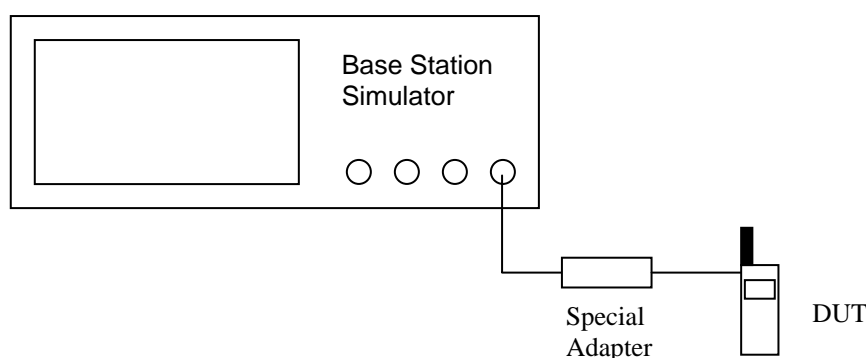 Base Station
Simulator
Special
Adapter
DUT